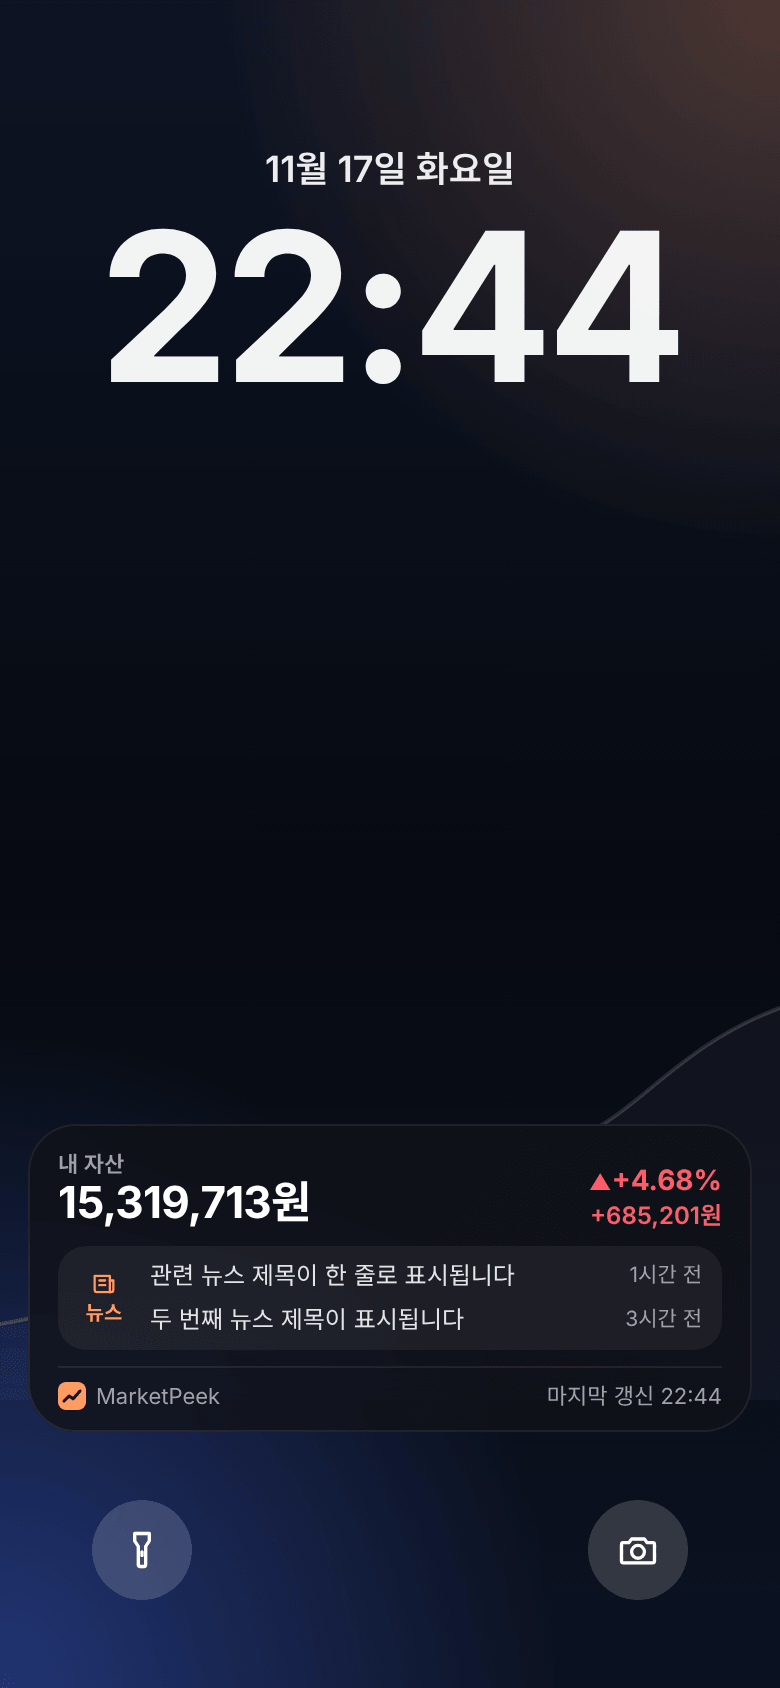 11월 17일 화요일
22:44
내 자산
15,319,713원
▲+4.68%
+685,201원
뉴스
관련 뉴스 제목이 한 줄로 표시됩니다
1시간 전
두 번째 뉴스 제목이 표시됩니다
3시간 전
MarketPeek
마지막 갱신 22:44